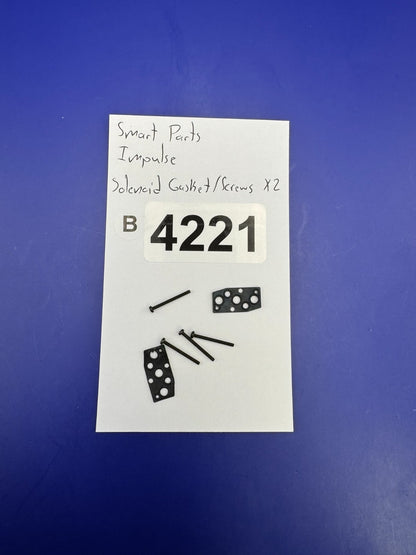 Smart Parts
Impulse
Solenoid Gasket/Screws X2
B 4221